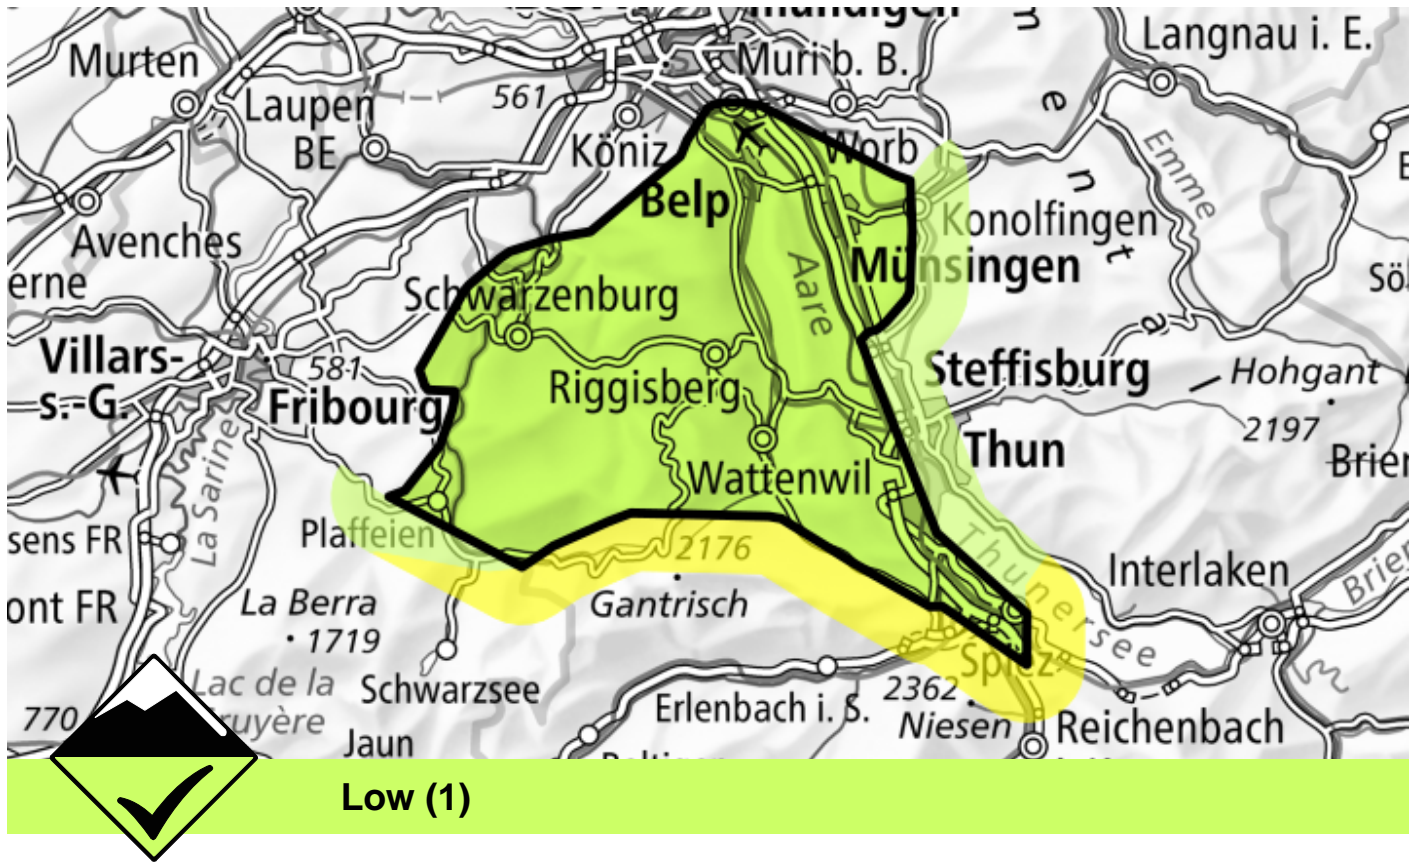 Langnau i. E.
Murten
Muri b. B.
561
Laupen
BE
Köniz
Worb
Emme
Belp
Konolfingen
Avenches
Münsingen
Aare
erne
Schwarzenburg
Villars-
s.-G.
581
Fribourg
Riggisberg
Steffisburg
Hohgant
2197
Thun
Brien
Wattenwil
La Sarine
Plaffeien
sens FR
2176
Gantrisch
Thunersee
Interlaken
Brien
ont FR
La Berra
1719
Spiez
Lac de la
Gruyère
770
Schwarzsee
2362
Niesen
Erlenbach i. S.
Reichenbach
Jaun
Low (1)